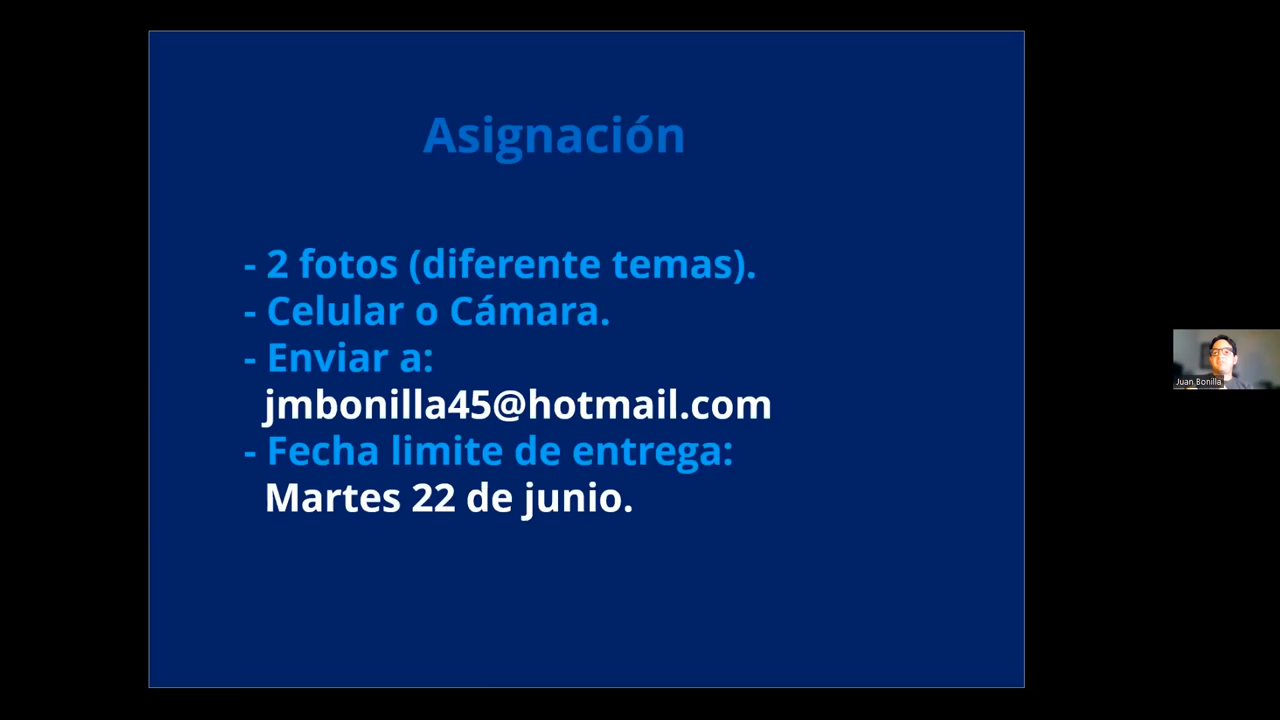 Asignación
- 2 fotos (diferente temas).
- Celular o Cámara.
- Enviar a:
jmbonilla45@hotmail.com
- Fecha limite de entrega:
Martes 22 de junio.
Juan Bonilla